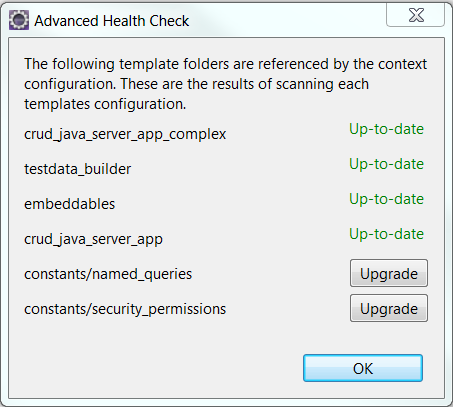 Advanced Health Check
The following template folders are referenced by the context
configuration. These are the results of scanning each
templates configuration.
crud_java_server_app_complex Up-to-date
testdata_builder Up-to-date
embeddables Up-to-date
crud_java_server_app Up-to-date
constants/named_queries Upgrade
constants/security_permissions Upgrade
OK